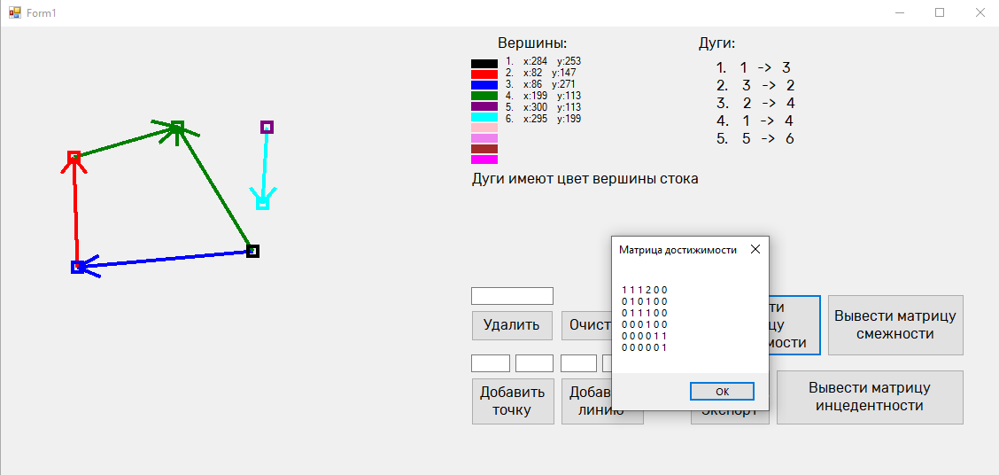 Form1
Вершины:
1. x:284 y:253
2. x:82 y:147
3. x:86 y:271
4. x:199 y:113
5. x:300 y:113
6. x:295 y:199
Дуги:
1. 1 -> 3
2. 3 -> 2
3. 2 -> 4
4. 1 -> 4
5. 5 -> 6
Дуги имеют цвет вершины стока
Матрица достижимости
1 1 1 2 0 0
0 1 0 1 0 0
0 1 1 1 0 0
0 0 0 1 0 0
0 0 0 0 1 1
0 0 0 0 0 1
OK
Удалить
Очист
ти
цу
мости
Вывести матрицу
смежности
Добавить
точку
Добав
линию
Экспорт
Вывести матрицу
инцедентности